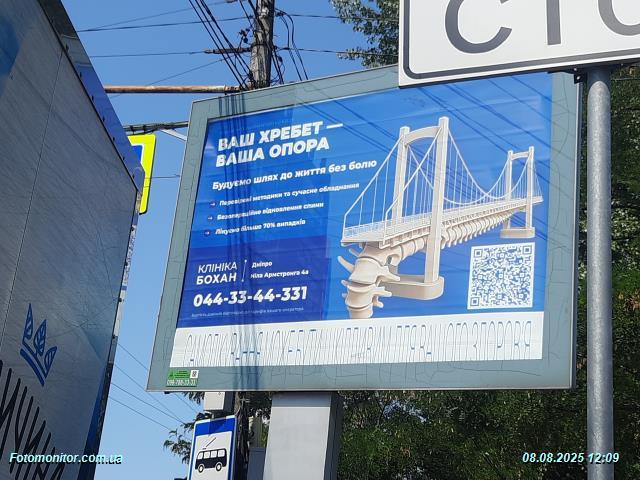 СТО
ВАШ ХРЕБЕТ —
ВАША ОПОРА
Будуємо шлях до життя без болю
Перевірені методики та сучасне обладнання
Безопераційне відновлення спини
Лікуємо більше 70% випадків
КЛІНІКА
БОХАН
Дніпро
Ніла Армстронга 4а
044-33-44-331
Fotomonitor.com.ua
08.08.2025 12:09